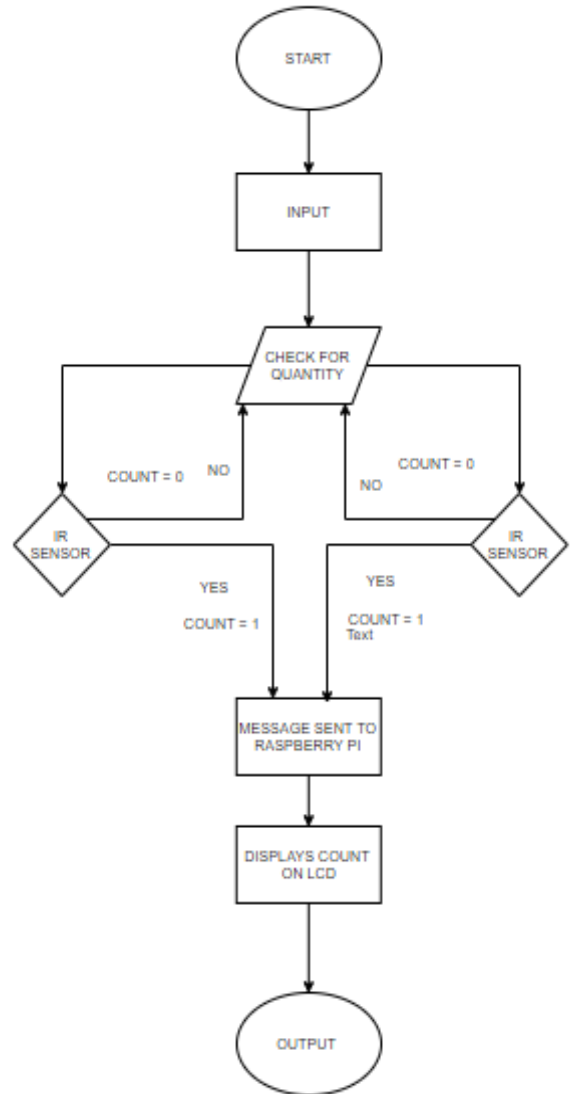 START
INPUT
CHECK FOR
QUANTITY
COUNT = 0
NO
COUNT = 0
NO
IR
SENSOR
IR
SENSOR
YES
COUNT = 1
YES
COUNT = 1
Text
MESSAGE SENT TO
RASPBERRY PI
DISPLAYS COUNT
ON LCD
OUTPUT